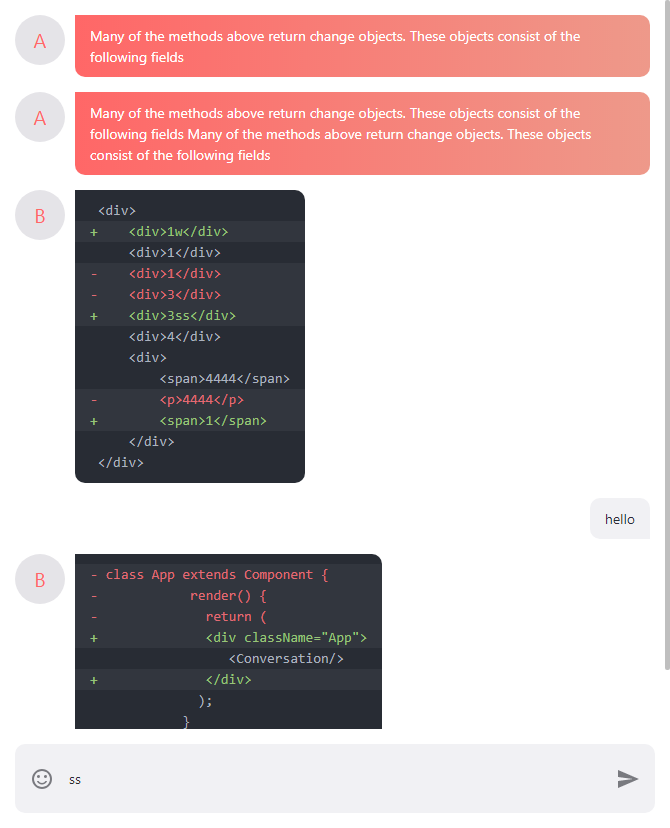 A
Many of the methods above return change objects. These objects consist of the
following fields
A
Many of the methods above return change objects. These objects consist of the
following fields Many of the methods above return change objects. These objects
consist of the following fields
B
<div>
+    <div>1w</div>
     <div>1</div>
-    <div>1</div>
-    <div>3</div>
+    <div>3ss</div>
     <div>4</div>
     <div>
         <span>4444</span>
-        <p>4444</p>
+        <span>1</span>
     </div>
 </div>
hello
B
- class App extends Component {
-            render() {
-              return (
+              <div className="App">
                 <Conversation/>
+              </div>
             );
           }
ss